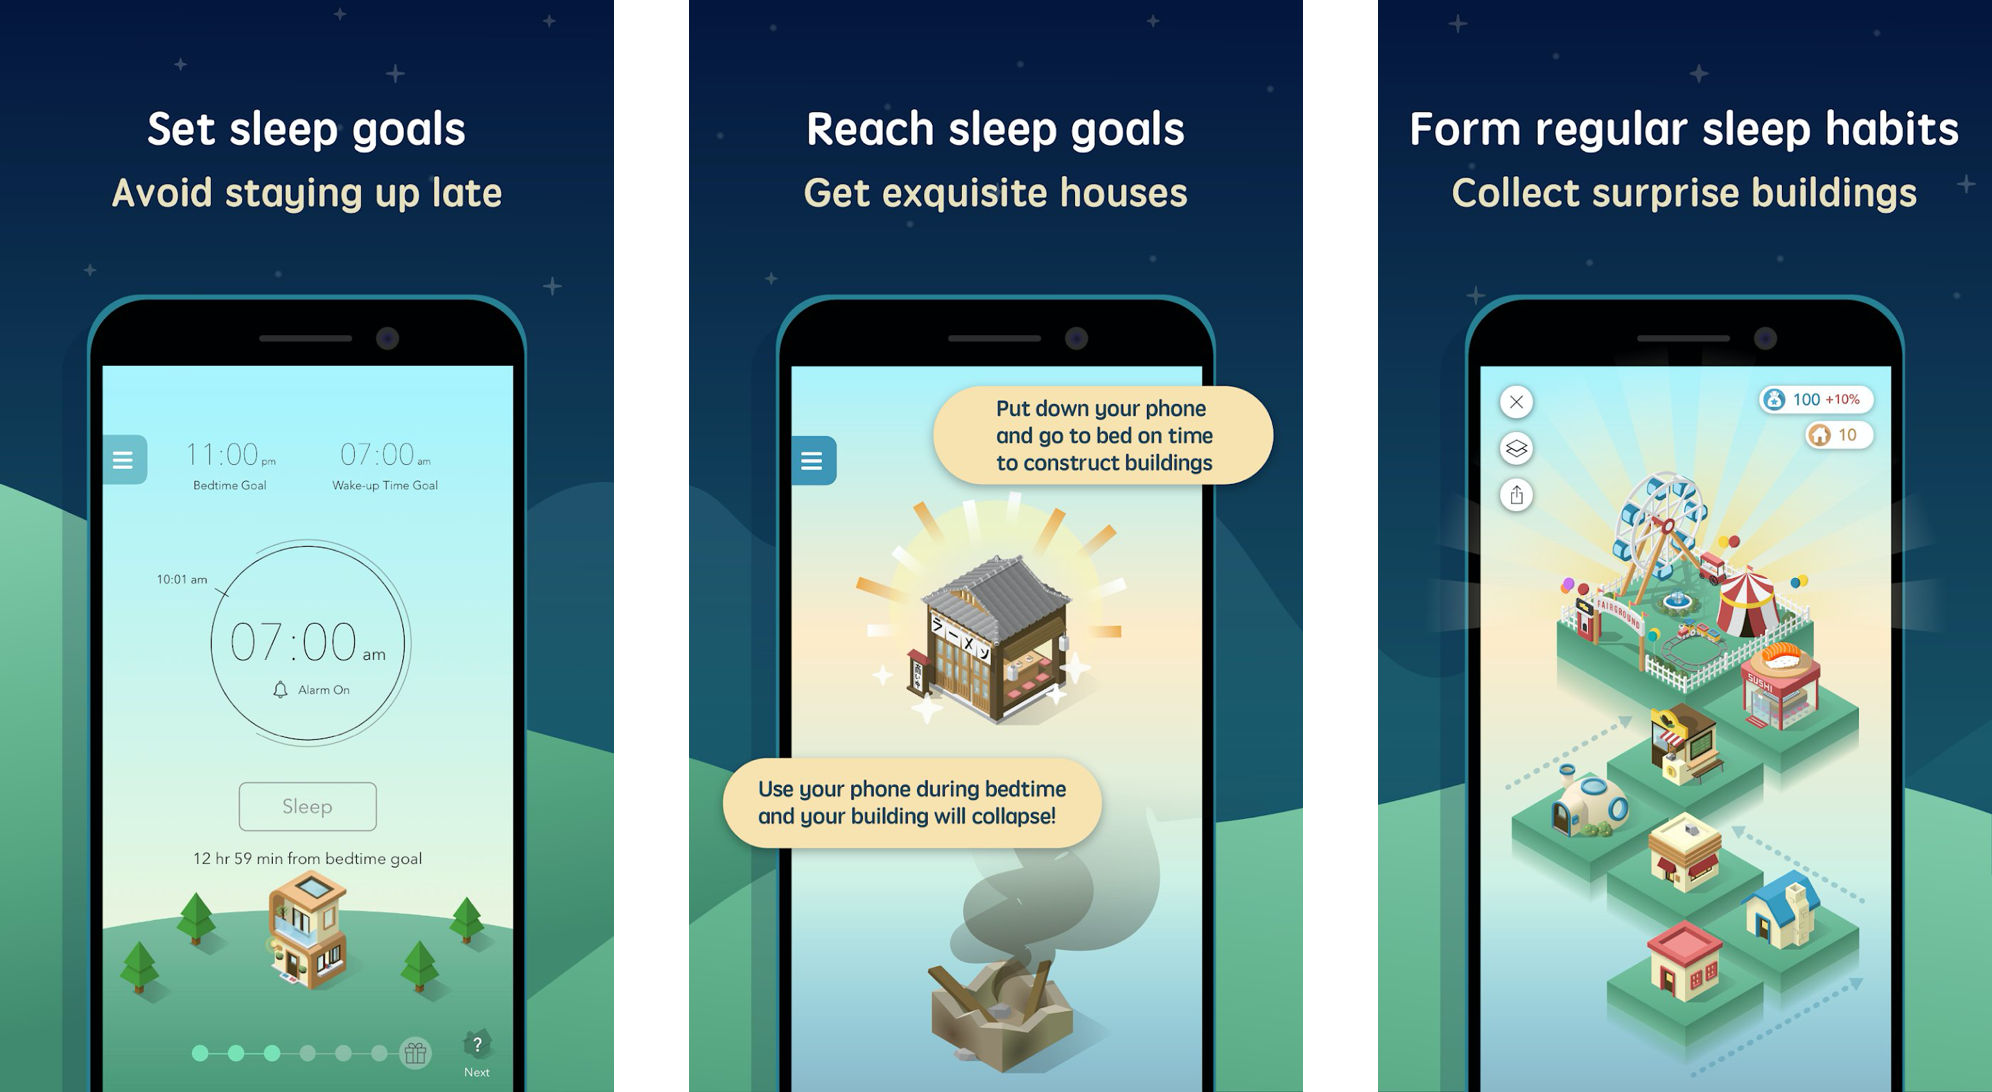 Set sleep goals
Avoid staying up late
11:00 pm
Bedtime Goal
07:00 am
Wake-up Time Goal
10:01 am
07:00 am
Alarm On
Sleep
12 hr 59 min from bedtime goal
?
Next
Reach sleep goals
Get exquisite houses
Put down your phone
and go to bed on time
to construct buildings
ラーメン
Use your phone during bedtime
and your building will collapse!
Form regular sleep habits
Collect surprise buildings
100 +10%
10
FAIRGROUND
SUSHI